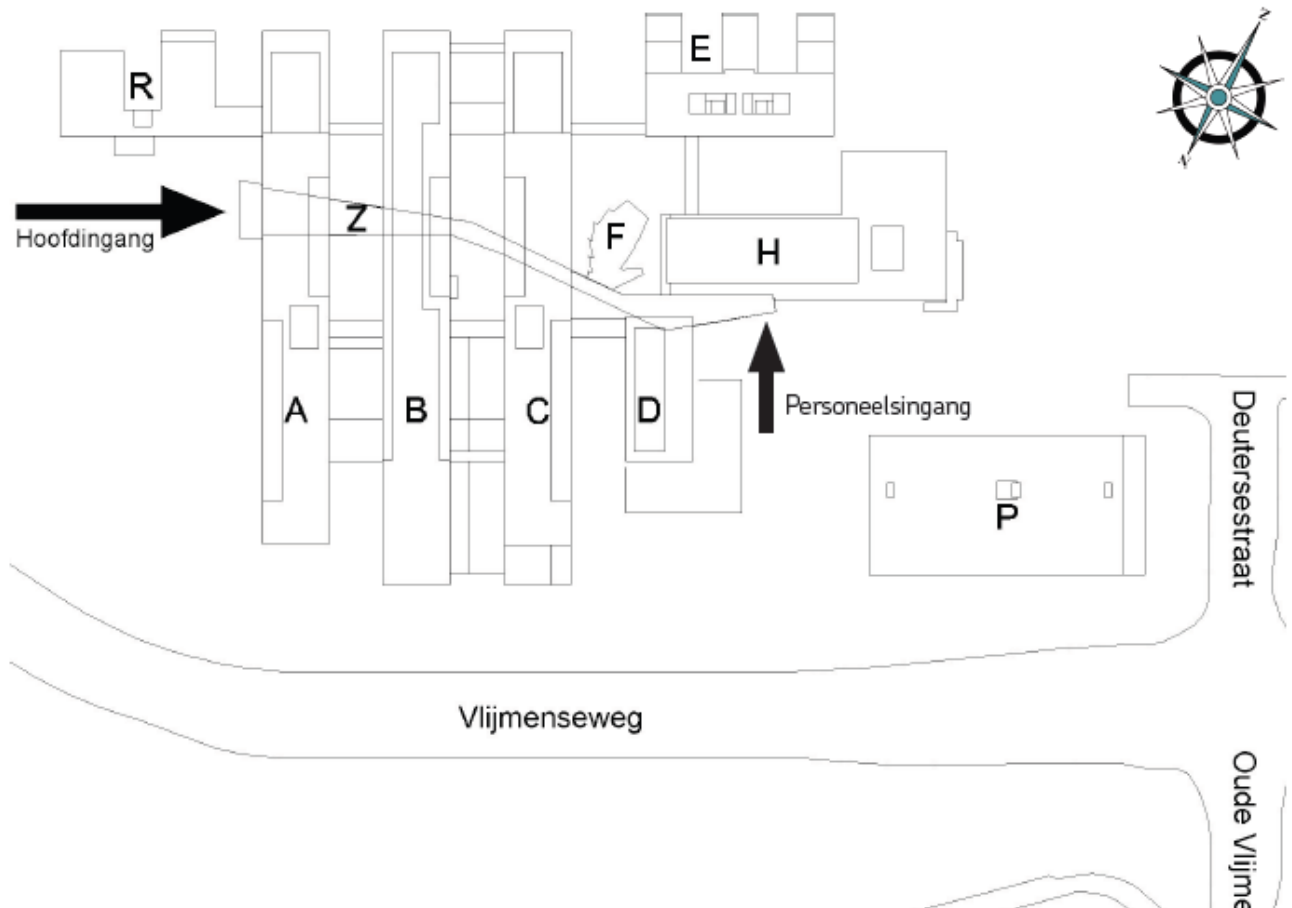 Z
N
R
E
Hoofdingang
Z
F
H
A
B
C
D
Personeelsingang
P
Deutersestraat
Vlijmenseweg
Oude Vlijme